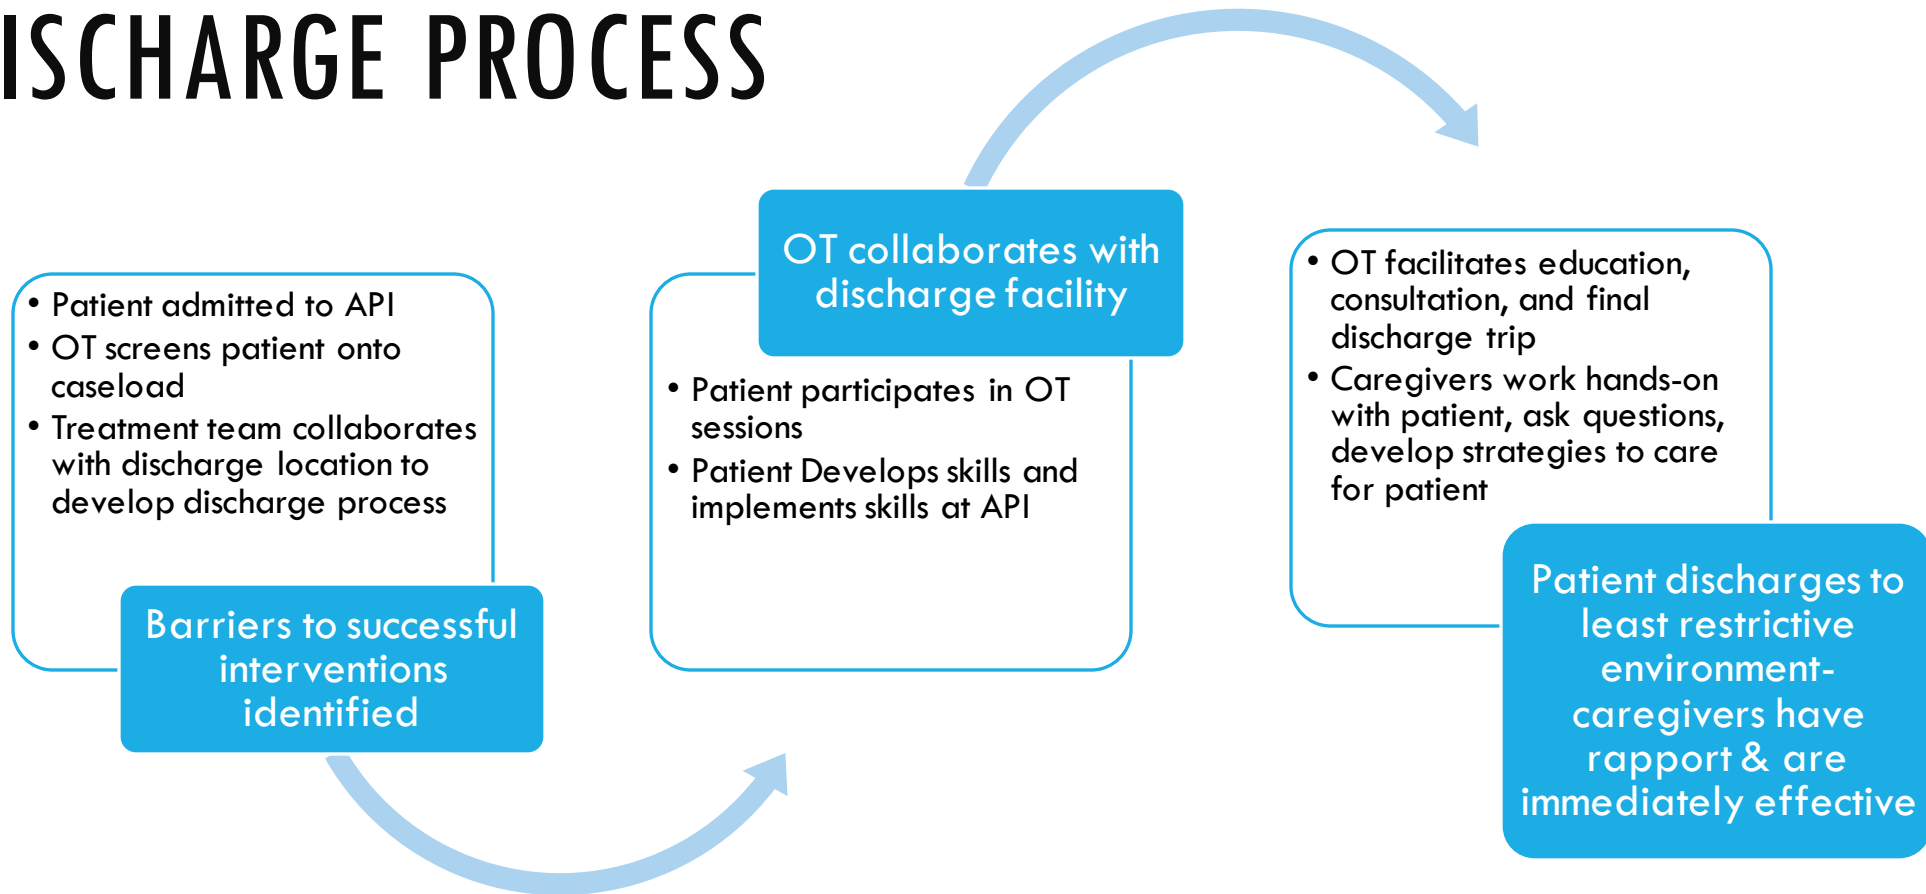 ISCHARGE PROCESS
• Patient admitted to API
• OT screens patient onto
caseload
• Treatment team collaborates
with discharge location to
develop discharge process
Barriers to successful
interventions
identified
OT collaborates with
discharge facility
• Patient participates in OT
sessions
• Patient Develops skills and
implements skills at API
• OT facilitates education,
consultation, and final
discharge trip
• Caregivers work hands-on
with patient, ask questions,
develop strategies to care
for patient
Patient discharges to
least restrictive
environment-
caregivers have
rapport & are
immediately effective